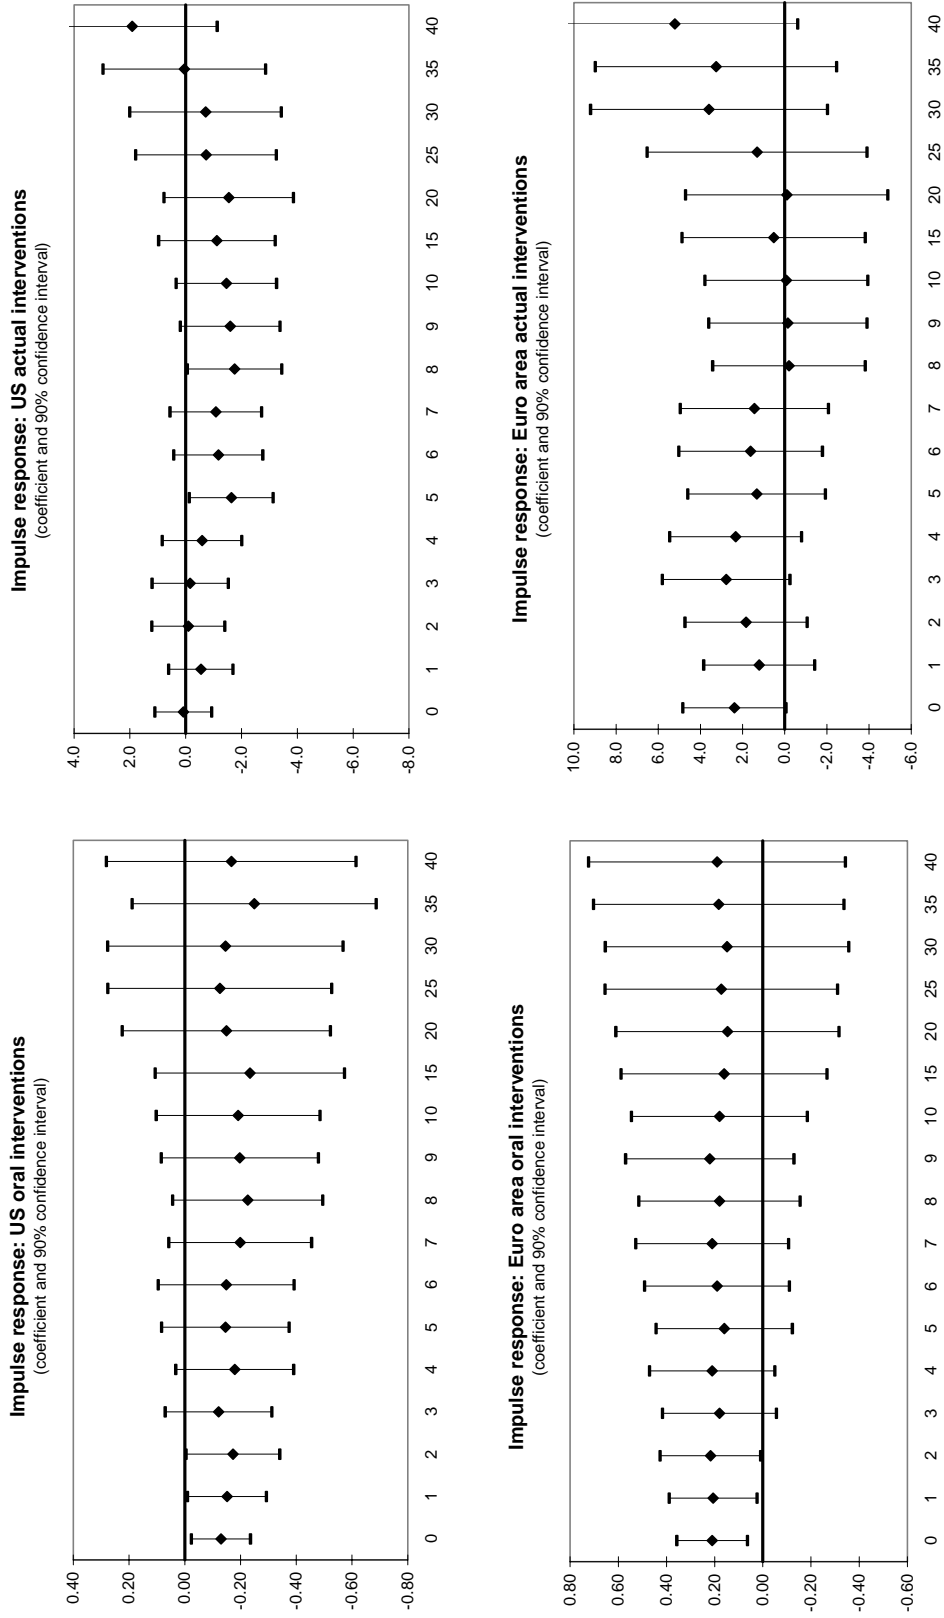 Impulse response: US oral interventions
(coefficient and 90% confidence interval)
0.40
0.20
0.00
-0.20
-0.40
-0.60
-0.80
0 1 2 3 4 5 6 7 8 9 10 15 20 25 30 35 40
Impulse response: US actual interventions
(coefficient and 90% confidence interval)
4.0
2.0
0.0
-2.0
-4.0
-6.0
-8.0
0 1 2 3 4 5 6 7 8 9 10 15 20 25 30 35 40
Impulse response: Euro area oral interventions
(coefficient and 90% confidence interval)
0.80
0.60
0.40
0.20
0.00
-0.20
-0.40
-0.60
0 1 2 3 4 5 6 7 8 9 10 15 20 25 30 35 40
Impulse response: Euro area actual interventions
(coefficient and 90% confidence interval)
10.0
8.0
6.0
4.0
2.0
0.0
-2.0
-4.0
-6.0
0 1 2 3 4 5 6 7 8 9 10 15 20 25 30 35 40